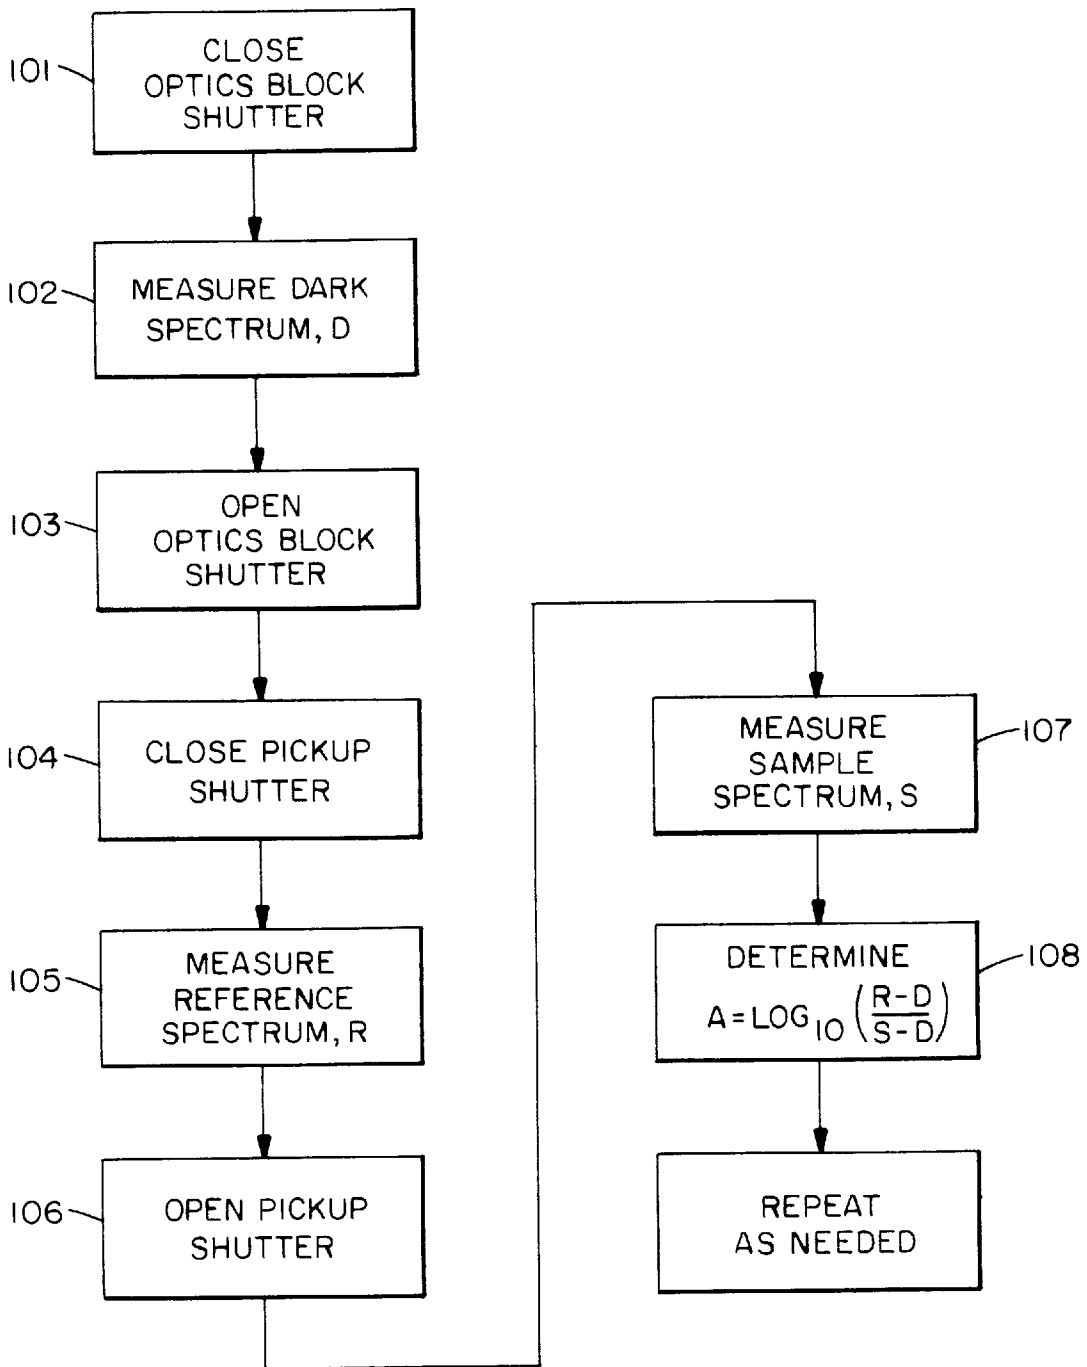 101
CLOSE
OPTICS BLOCK
SHUTTER
102
MEASURE DARK
SPECTRUM, D
103
OPEN
OPTICS BLOCK
SHUTTER
104
CLOSE PICKUP
SHUTTER
105
MEASURE
REFERENCE
SPECTRUM, R
106
OPEN PICKUP
SHUTTER
107
MEASURE
SAMPLE
SPECTRUM, S
108
DETERMINE
A = LOG10 (R-D / S-D)
REPEAT
AS NEEDED